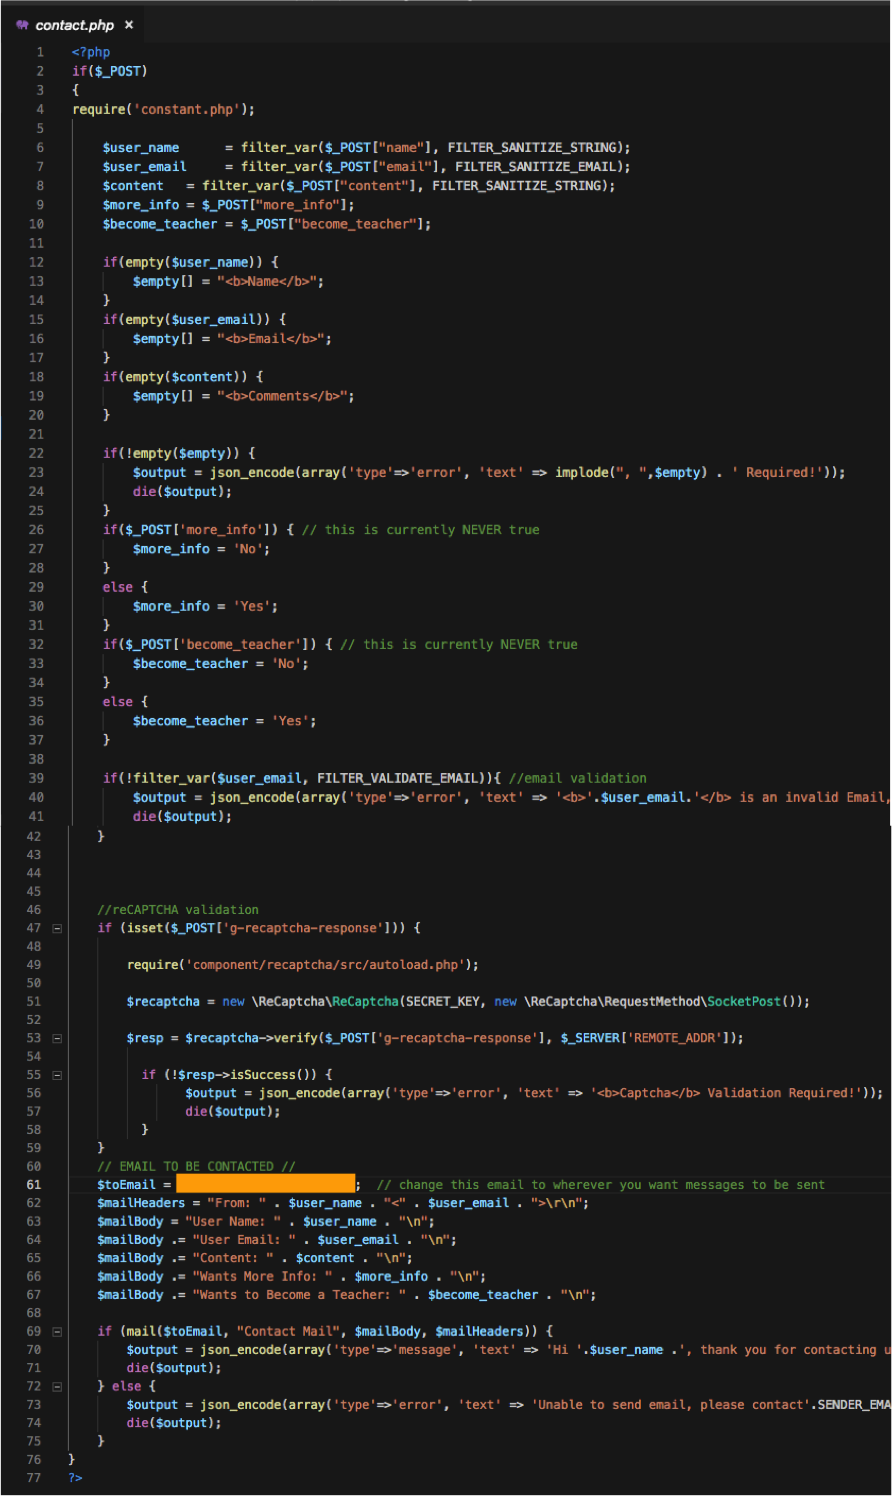 contact.php ×
1 <?php
2 if($_POST)
3 {
4 require('constant.php');
5
6 $user_name = filter_var($_POST["name"], FILTER_SANITIZE_STRING);
7 $user_email = filter_var($_POST["email"], FILTER_SANITIZE_EMAIL);
8 $content = filter_var($_POST["content"], FILTER_SANITIZE_STRING);
9 $more_info = $_POST["more_info"];
10 $become_teacher = $_POST["become_teacher"];
11
12 if(empty($user_name)) {
13 $empty[] = "<b>Name</b>";
14 }
15 if(empty($user_email)) {
16 $empty[] = "<b>Email</b>";
17 }
18 if(empty($content)) {
19 $empty[] = "<b>Comments</b>";
20 }
21
22 if(!empty($empty)) {
23 $output = json_encode(array('type'=>'error', 'text' => implode(", ",$empty) . ' Required!'));
24 die($output);
25 }
26 if($_POST['more_info']) { // this is currently NEVER true
27 $more_info = 'No';
28 }
29 else {
30 $more_info = 'Yes';
31 }
32 if($_POST['become_teacher']) { // this is currently NEVER true
33 $become_teacher = 'No';
34 }
35 else {
36 $become_teacher = 'Yes';
37 }
38
39 if(!filter_var($user_email, FILTER_VALIDATE_EMAIL)){ //email validation
40 $output = json_encode(array('type'=>'error', 'text' => '<b>'.$user_email.'</b> is an invalid Email,
41 die($output);
42 }
43
44
45
46 //reCAPTCHA validation
47 if (isset($_POST['g-recaptcha-response'])) {
48
49 require('component/recaptcha/src/autoload.php');
50
51 $recaptcha = new \ReCaptcha\ReCaptcha(SECRET_KEY, new \ReCaptcha\RequestMethod\SocketPost());
52
53 $resp = $recaptcha->verify($_POST['g-recaptcha-response'], $_SERVER['REMOTE_ADDR']);
54
55 if (!$resp->isSuccess()) {
56 $output = json_encode(array('type'=>'error', 'text' => '<b>Captcha</b> Validation Required!'));
57 die($output);
58 }
59 }
60 // EMAIL TO BE CONTACTED //
61 $toEmail = ; // change this email to wherever you want messages to be sent
62 $mailHeaders = "From: " . $user_name . "<" . $user_email . ">\r\n";
63 $mailBody = "User Name: " . $user_name . "\n";
64 $mailBody .= "User Email: " . $user_email . "\n";
65 $mailBody .= "Content: " . $content . "\n";
66 $mailBody .= "Wants More Info: " . $more_info . "\n";
67 $mailBody .= "Wants to Become a Teacher: " . $become_teacher . "\n";
68
69 if (mail($toEmail, "Contact Mail", $mailBody, $mailHeaders)) {
70 $output = json_encode(array('type'=>'message', 'text' => 'Hi '.$user_name .', thank you for contacting u
71 die($output);
72 } else {
73 $output = json_encode(array('type'=>'error', 'text' => 'Unable to send email, please contact'.SENDER_EMA
74 die($output);
75 }
76 }
77 ?>